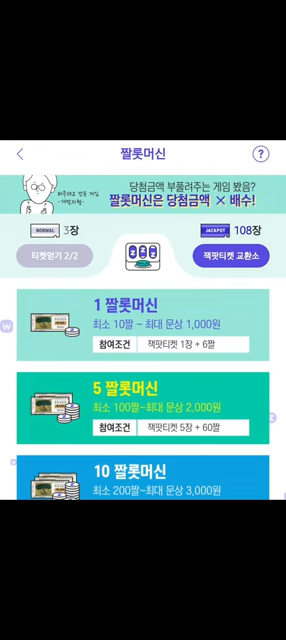 짤롯머신
?
당첨금액 부풀려주는 게임 봤음?
짤롯머신은 당첨금액 × 배수!
NORMAL 3장
JACKPOT 108장
티켓얻기 2/2
잭팟티켓 교환소
1 짤롯머신
최소 10짤 ~ 최대 문상 1,000원
참여조건 잭팟티켓 1장 + 6짤
5 짤롯머신
최소 100짤~최대 문상 2,000원
참여조건 잭팟티켓 5장 + 60짤
10 짤롯머신
최소 200짤~최대 문상 3,000원